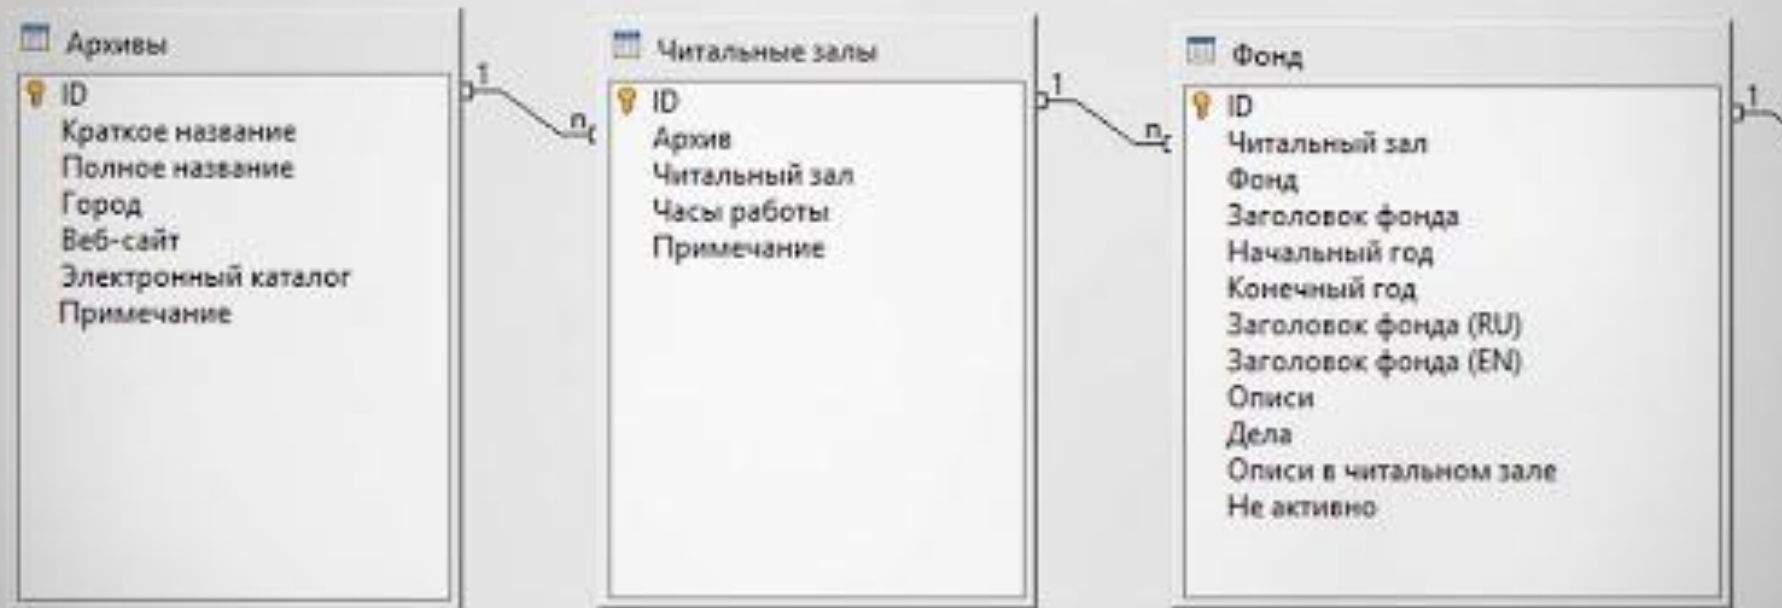 Архивы
ID
Краткое название
Полное название
Город
Веб-сайт
Электронный каталог
Примечание
1
n
Читальные залы
ID
Архив
Читальный зал
Часы работы
Примечание
1
n
Фонд
ID
Читальный зал
Фонд
Заголовок фонда
Начальный год
Конечный год
Заголовок фонда (RU)
Заголовок фонда (EN)
Описи
Дела
Описи в читальном зале
Не активно
1